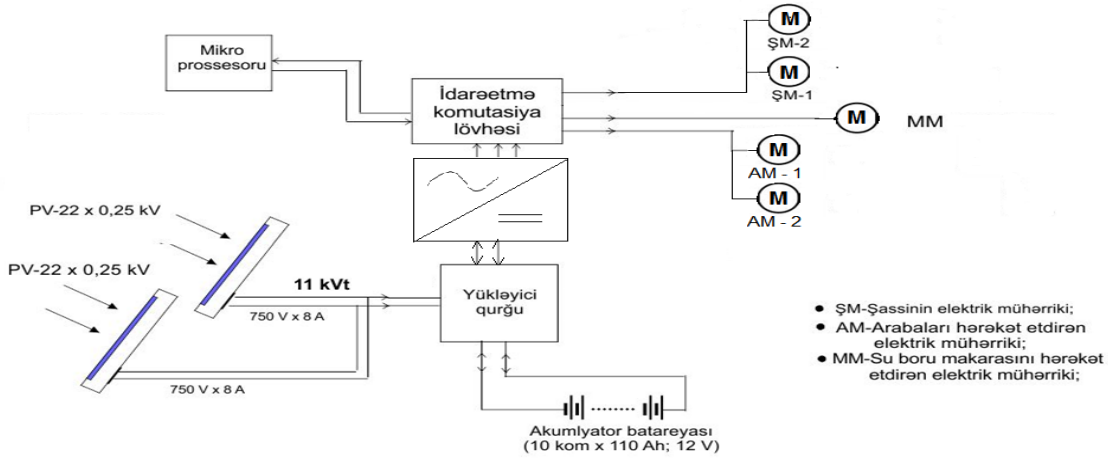 Mikro
prossesoru
İdarəetmə
komutasiya
lövhəsi
M
ŞM-2
M
ŞM-1
M
MM
M
AM - 1
M
AM - 2
PV-22 x 0,25 kV
PV-22 x 0,25 kV
11 kVt
750 V x 8 A
750 V x 8 A
Yükləyici
qurğu
Akumlyator batareyası
(10 kom x 110 Ah; 12 V)
● ŞM-Şassinin elektrik mühərriki;
● AM-Arabaları hərəkət etdirən
elektrik mühərriki;
● MM-Su boru makarasını hərəkət
etdirən elektrik mühərriki;